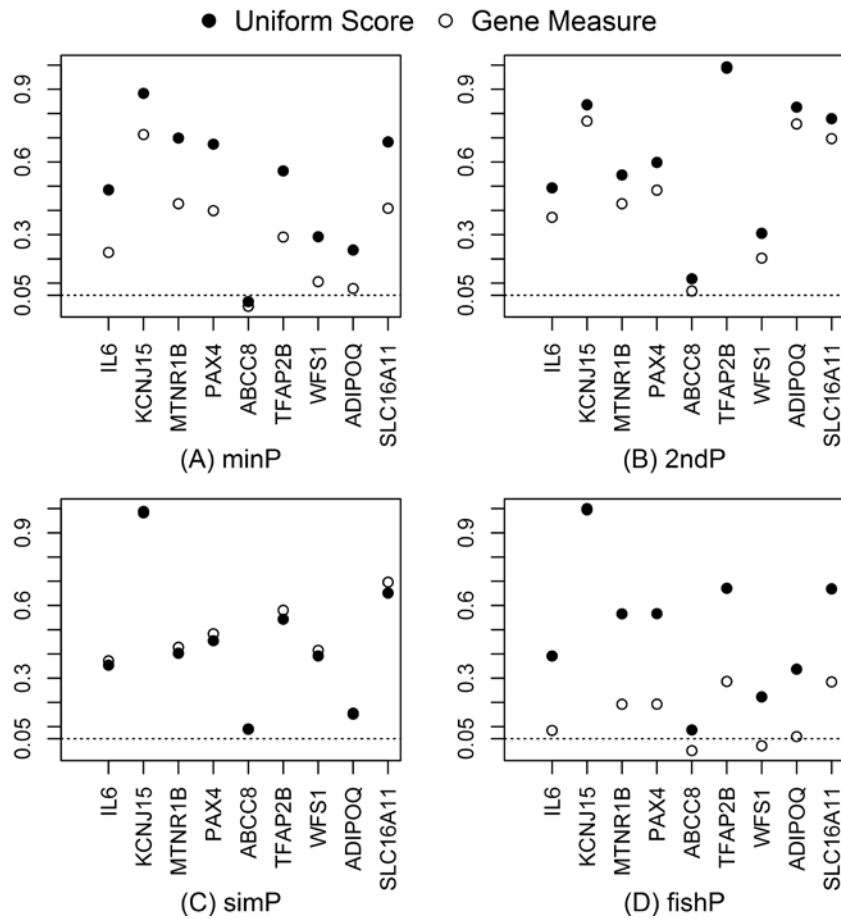 ● Uniform Score ○ Gene Measure
0.9
0.6
0.3
0.05
IL6
KCNJ15
MTNR1B
PAX4
ABCC8
TFAP2B
WFS1
ADIPOQ
SLC16A11
(A) minP
0.9
0.6
0.3
0.05
IL6
KCNJ15
MTNR1B
PAX4
ABCC8
TFAP2B
WFS1
ADIPOQ
SLC16A11
(B) 2ndP
0.9
0.6
0.3
0.05
IL6
KCNJ15
MTNR1B
PAX4
ABCC8
TFAP2B
WFS1
ADIPOQ
SLC16A11
(C) simP
0.9
0.6
0.3
0.05
IL6
KCNJ15
MTNR1B
PAX4
ABCC8
TFAP2B
WFS1
ADIPOQ
SLC16A11
(D) fishP